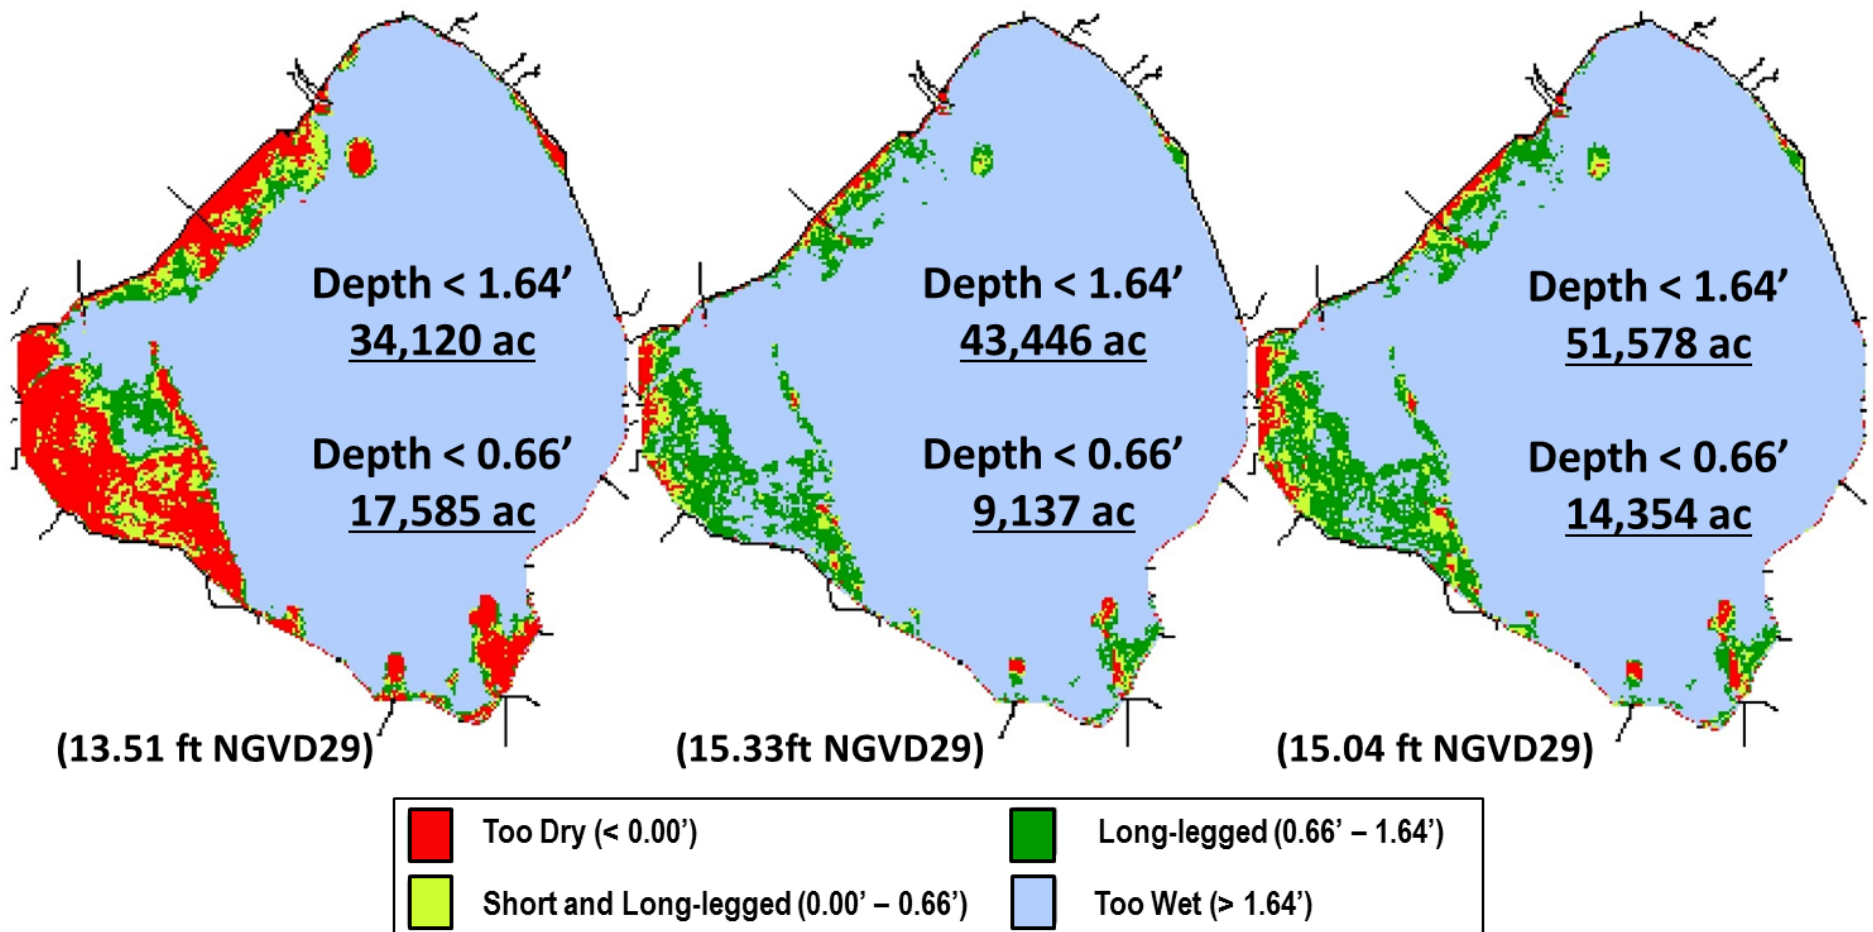 Depth < 1.64’
34,120 ac
Depth < 0.66’
17,585 ac
(13.51 ft NGVD29)
Depth < 1.64’
43,446 ac
Depth < 0.66’
9,137 ac
(15.33ft NGVD29)
Depth < 1.64’
51,578 ac
Depth < 0.66’
14,354 ac
(15.04 ft NGVD29)
Too Dry (< 0.00’)
Long-legged (0.66’ – 1.64’)
Short and Long-legged (0.00’ – 0.66’)
Too Wet (> 1.64’)